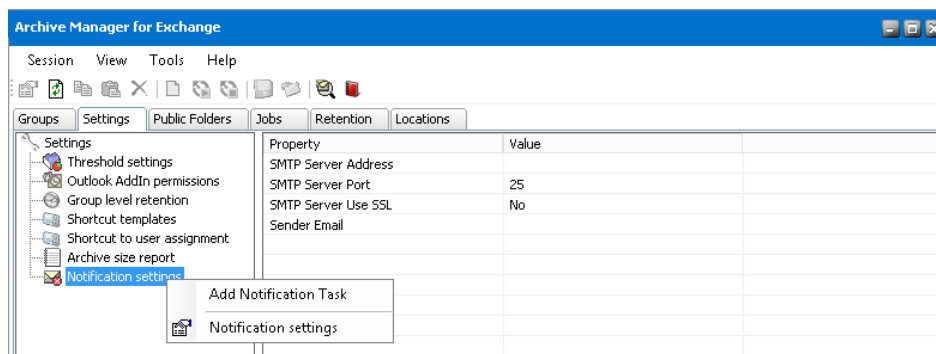 Archive Manager for Exchange
Session View Tools Help
Groups Settings Public Folders Jobs Retention Locations
Settings
Threshold settings
Outlook AddIn permissions
Group level retention
Shortcut templates
Shortcut to user assignment
Archive size report
Notification settings
Property Value
SMTP Server Address
SMTP Server Port 25
SMTP Server Use SSL No
Sender Email
Add Notification Task
Notification settings